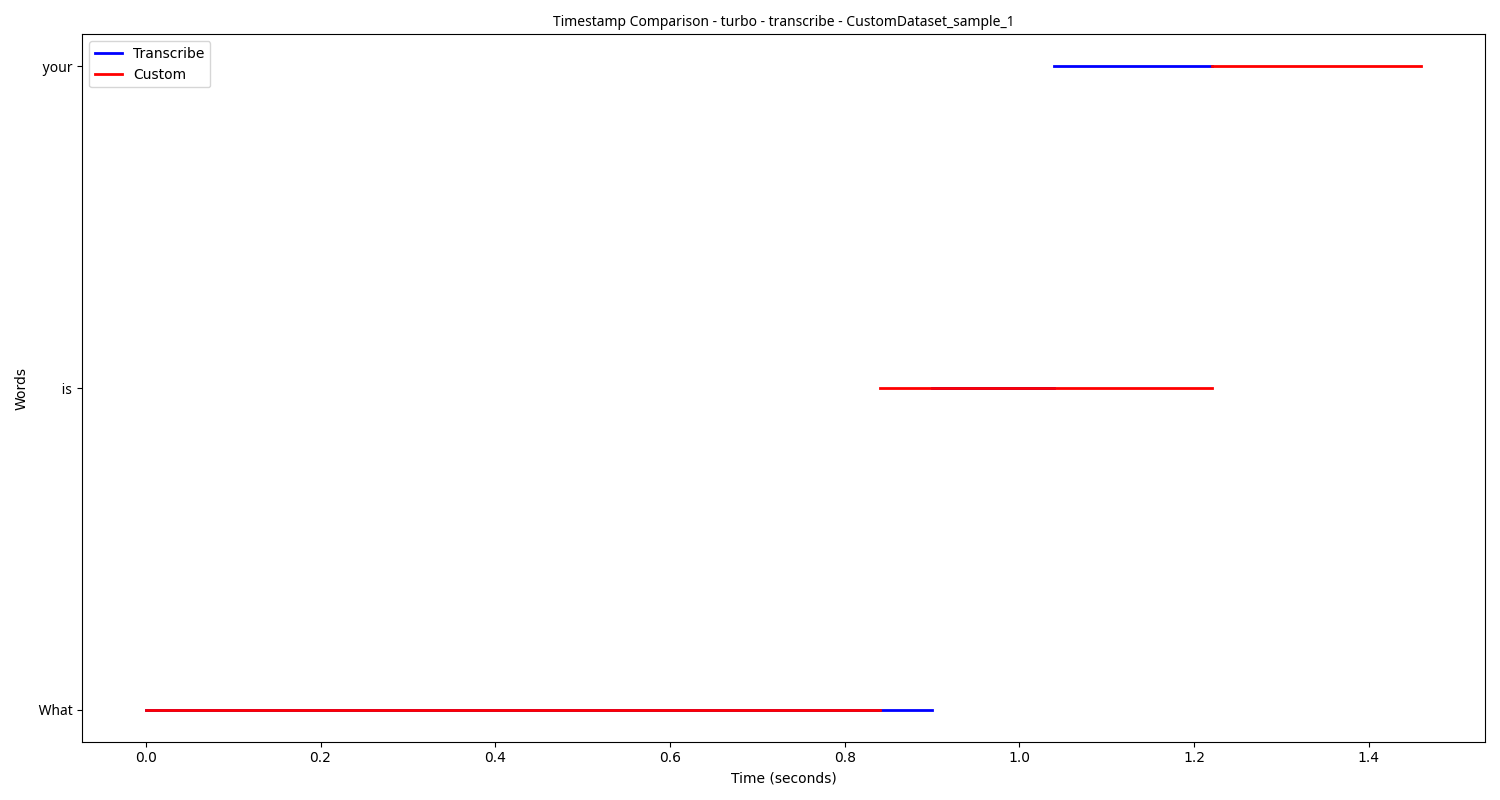 Timestamp Comparison - turbo - transcribe - CustomDataset_sample_1
Transcribe
Custom
your
is
What
Words
0.0 0.2 0.4 0.6 0.8 1.0 1.2 1.4
Time (seconds)